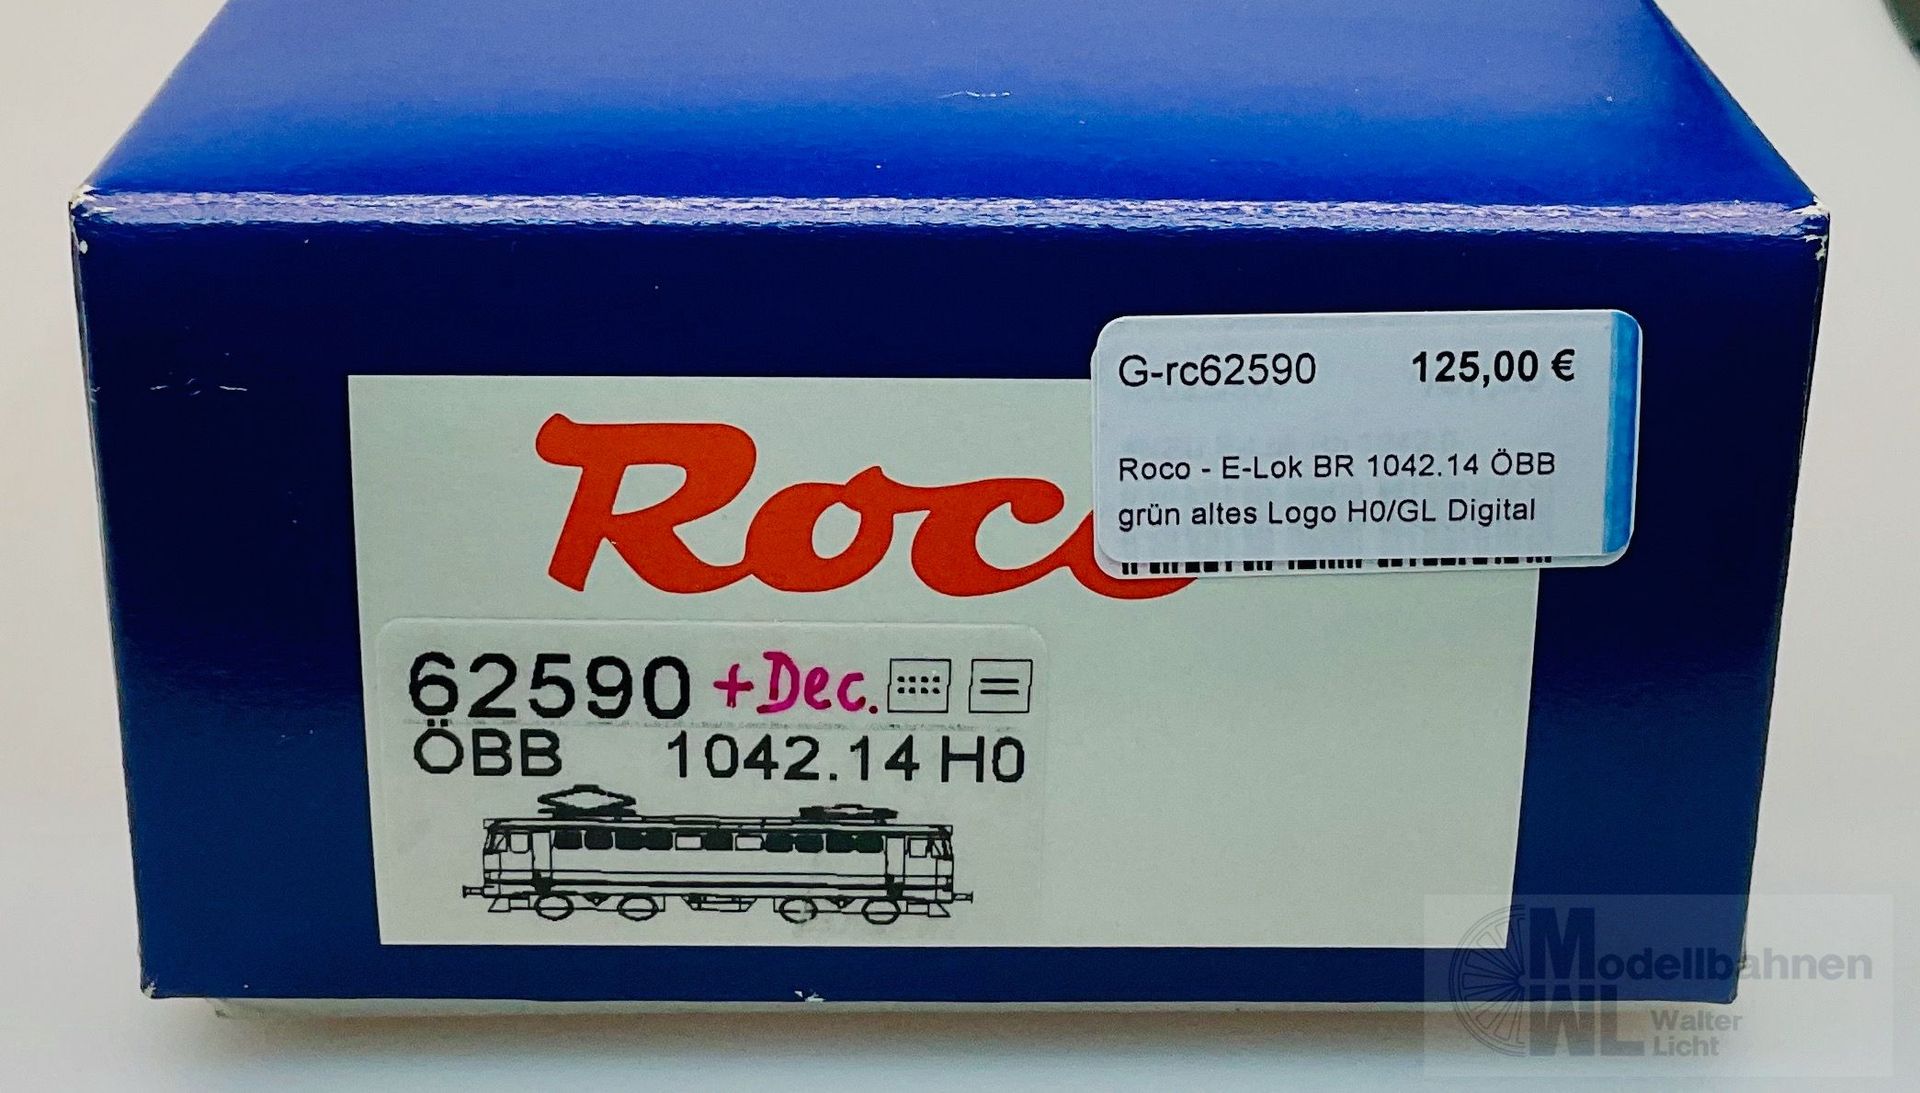 G-rc62590 125,00 €
Roco - E-Lok BR 1042.14 ÖBB
grün altes Logo H0/GL Digital
Roco
62590 +Dec.
ÖBB 1042.14 H0
Modellbahnen
WL Walter
Licht